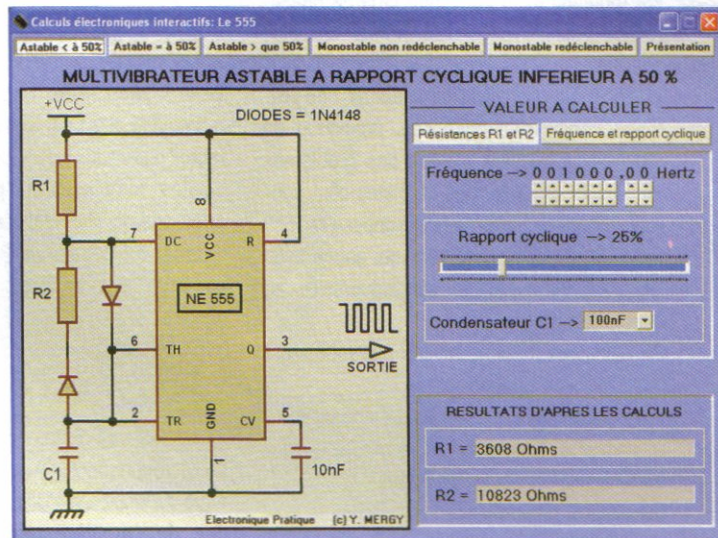 Calculs électroniques interactifs: Le 555
Astable < à 50% Astable = à 50% Astable > que 50% Monostable non redéclenchable Monostable redéclenchable Présentation
MULTIVIBRATEUR ASTABLE A RAPPORT CYCLIQUE INFERIEUR A 50 %
+VCC
DIODES = 1N4148
R1
8
7
4
DC
VCC
R
R2
NE 555
6
TH
Q
3
SORTIE
2
TR
GND
CV
5
C1
1
10nF
Electronique Pratique (c) Y. MERGY
VALEUR A CALCULER
Résistances R1 et R2 Fréquence et rapport cyclique
Fréquence --> 0 0 1 0 0 0 , 0 0 Hertz
Rapport cyclique --> 25%
Condensateur C1 --> 100nF
RESULTATS D'APRES LES CALCULS
R1 = 3608 Ohms
R2 = 10823 Ohms